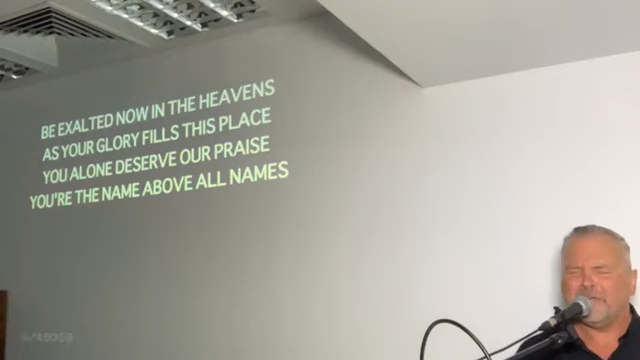 BE EXALTED NOW IN THE HEAVENS
AS YOUR GLORY FILLS THIS PLACE
YOU ALONE DESERVE OUR PRAISE
YOU'RE THE NAME ABOVE ALL NAMES